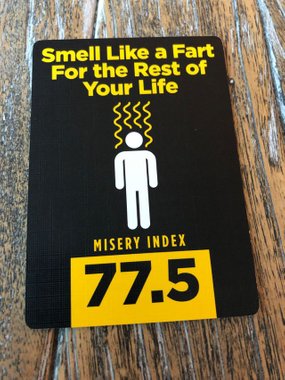 Smell Like a Fart
For the Rest of
Your Life
MISERY INDEX
77.5